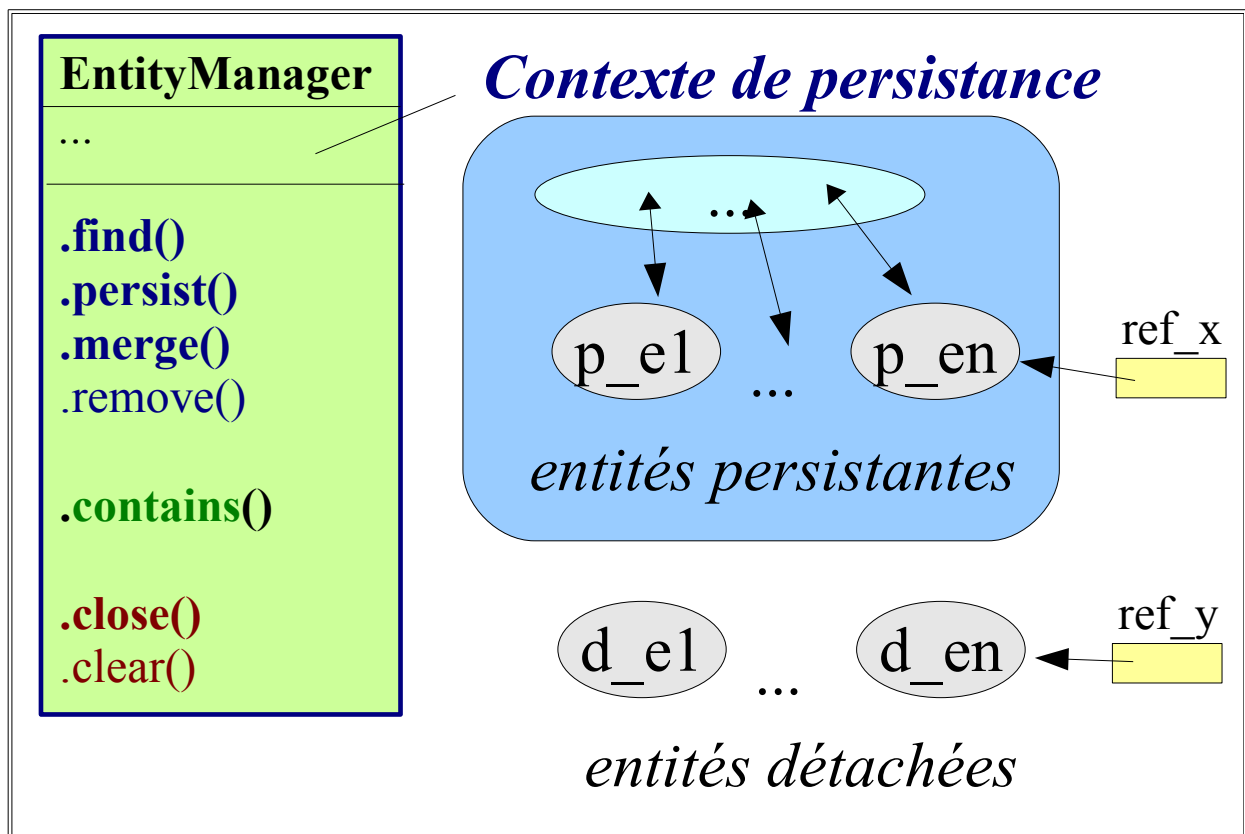 EntityManager
...
.find()
.persist()
.merge()
.remove()
.contains()
.close()
.clear()
Contexte de persistance
...
p_e1
...
p_en
ref_x
entités persistantes
d_e1
...
d_en
ref_y
entités détachées